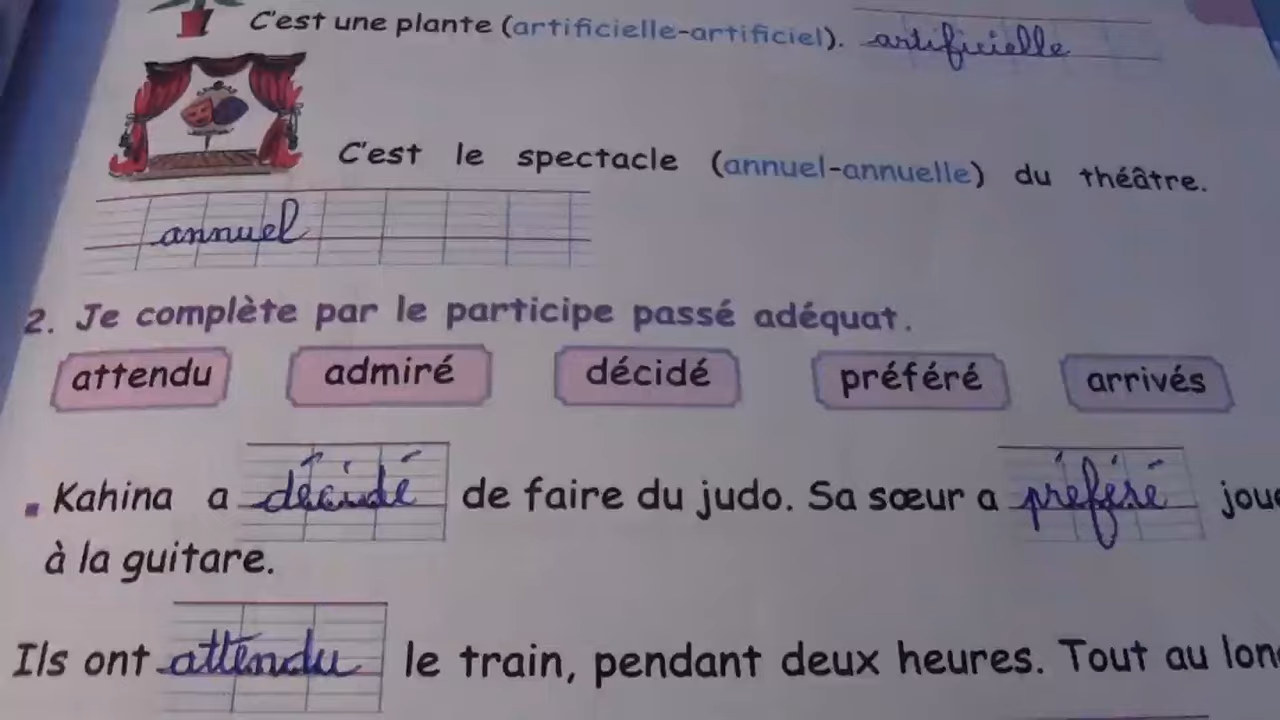 C'est une plante (artificielle-artificiel). artificielle
C'est le spectacle (annuel-annuelle) du théâtre.
annuel
2. Je complète par le participe passé adéquat.
attendu admiré décidé préféré arrivés
Kahina a décidé de faire du judo. Sa sœur a préféré
à la guitare.
Ils ont attendu le train, pendant deux heures. Tout au